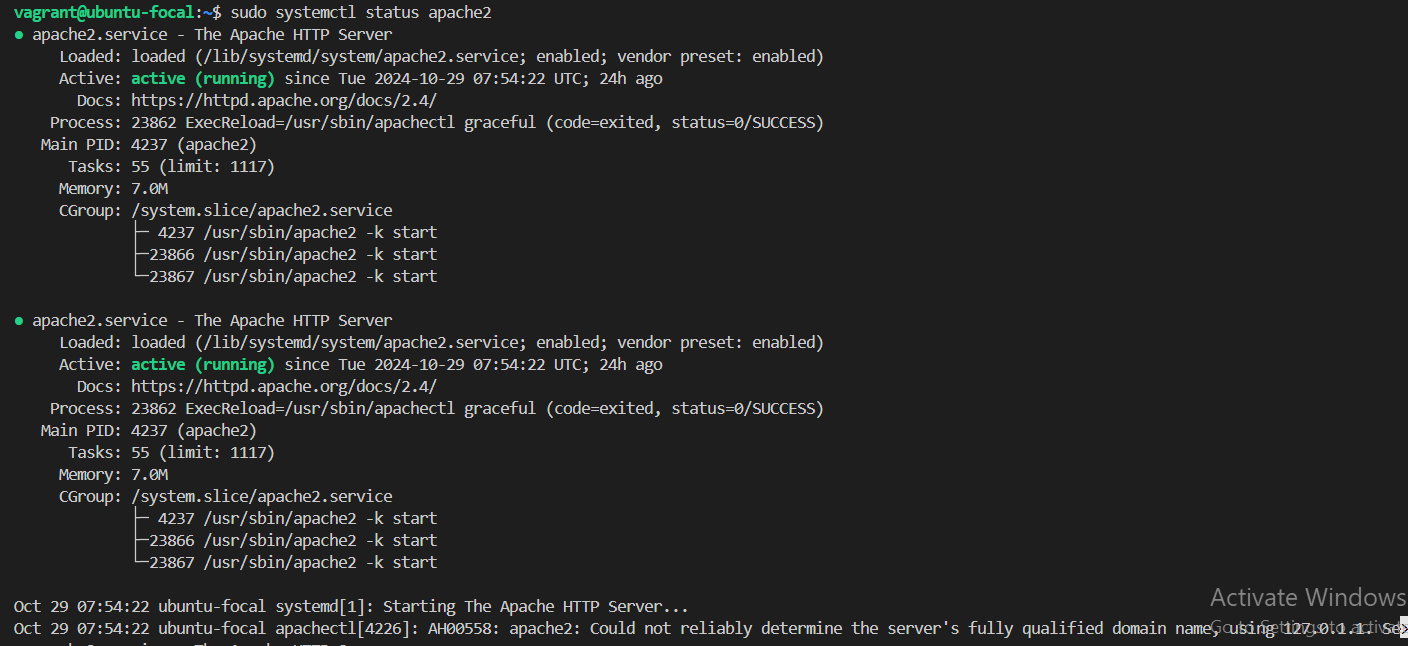 vagrant@ubuntu-focal:~$ sudo systemctl status apache2
● apache2.service - The Apache HTTP Server
Loaded: loaded (/lib/systemd/system/apache2.service; enabled; vendor preset: enabled)
Active: active (running) since Tue 2024-10-29 07:54:22 UTC; 24h ago
Docs: https://httpd.apache.org/docs/2.4/
Process: 23862 ExecReload=/usr/sbin/apachectl graceful (code=exited, status=0/SUCCESS)
Main PID: 4237 (apache2)
Tasks: 55 (limit: 1117)
Memory: 7.0M
CGroup: /system.slice/apache2.service
├─ 4237 /usr/sbin/apache2 -k start
├─23866 /usr/sbin/apache2 -k start
└─23867 /usr/sbin/apache2 -k start
● apache2.service - The Apache HTTP Server
Loaded: loaded (/lib/systemd/system/apache2.service; enabled; vendor preset: enabled)
Active: active (running) since Tue 2024-10-29 07:54:22 UTC; 24h ago
Docs: https://httpd.apache.org/docs/2.4/
Process: 23862 ExecReload=/usr/sbin/apachectl graceful (code=exited, status=0/SUCCESS)
Main PID: 4237 (apache2)
Tasks: 55 (limit: 1117)
Memory: 7.0M
CGroup: /system.slice/apache2.service
├─ 4237 /usr/sbin/apache2 -k start
├─23866 /usr/sbin/apache2 -k start
└─23867 /usr/sbin/apache2 -k start
Oct 29 07:54:22 ubuntu-focal systemd[1]: Starting The Apache HTTP Server...
Oct 29 07:54:22 ubuntu-focal apachectl[4226]: AH00558: apache2: Could not reliably determine the server's fully qualified domain name, using 127.0.1.1. Se>
Activate Windows
Go to Settings to activa